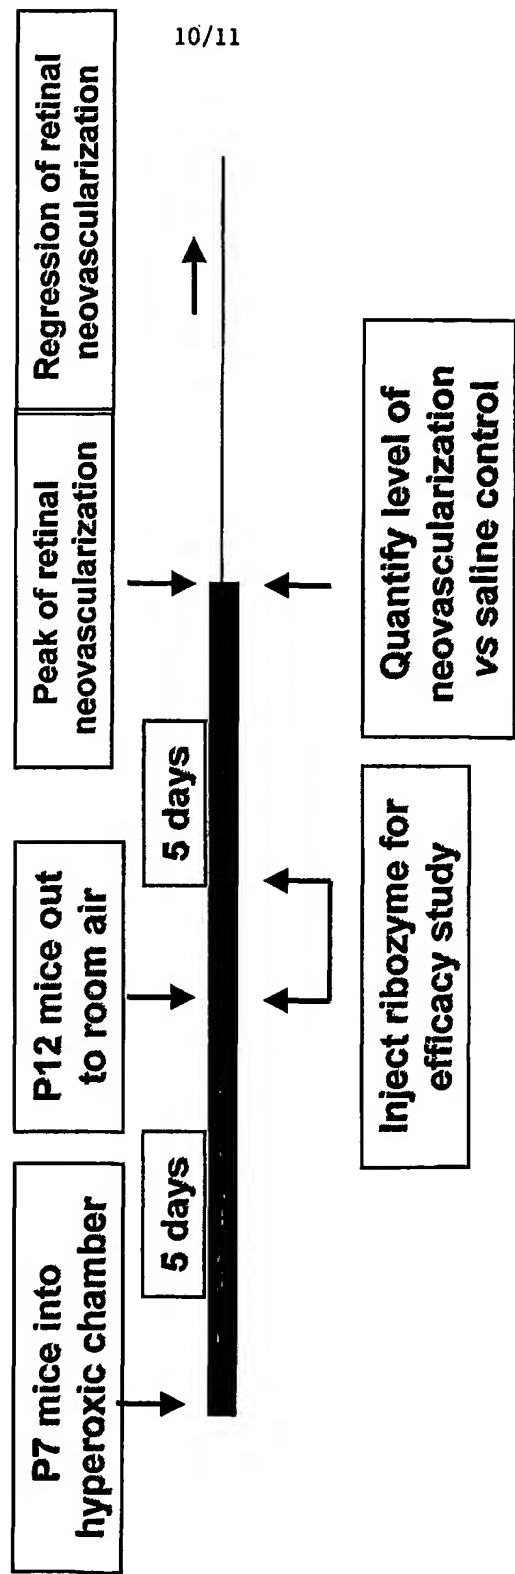 10/11
P7 mice into
hyperoxic chamber
5 days
P12 mice out
to room air
5 days
Peak of retinal
neovascularization
Regression of retinal
neovascularization
Inject ribozyme for
efficacy study
Quantify level of
neovascularization
vs saline control